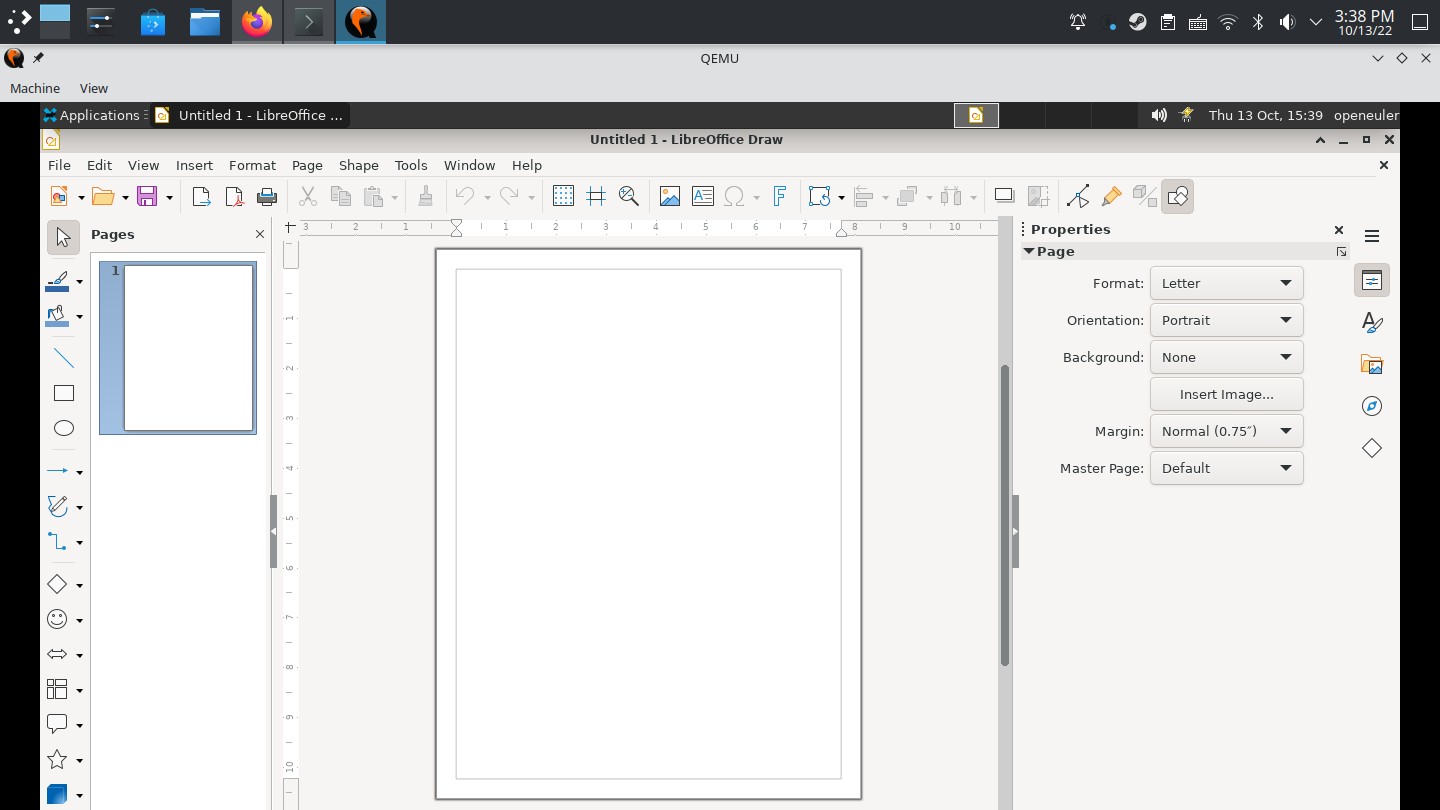 3:38 PM
10/13/22
QEMU
Machine View
Applications Untitled 1 - LibreOffice ... Thu 13 Oct, 15:39 openeuler
Untitled 1 - LibreOffice Draw
File Edit View Insert Format Page Shape Tools Window Help
Pages
1
3 2 1 1 2 3 4 5 6 7 8 9 10
1
2
3
4
5
6
7
8
9
10
Properties
Page
Format: Letter
Orientation: Portrait
Background: None
Insert Image...
Margin: Normal (0.75″)
Master Page: Default